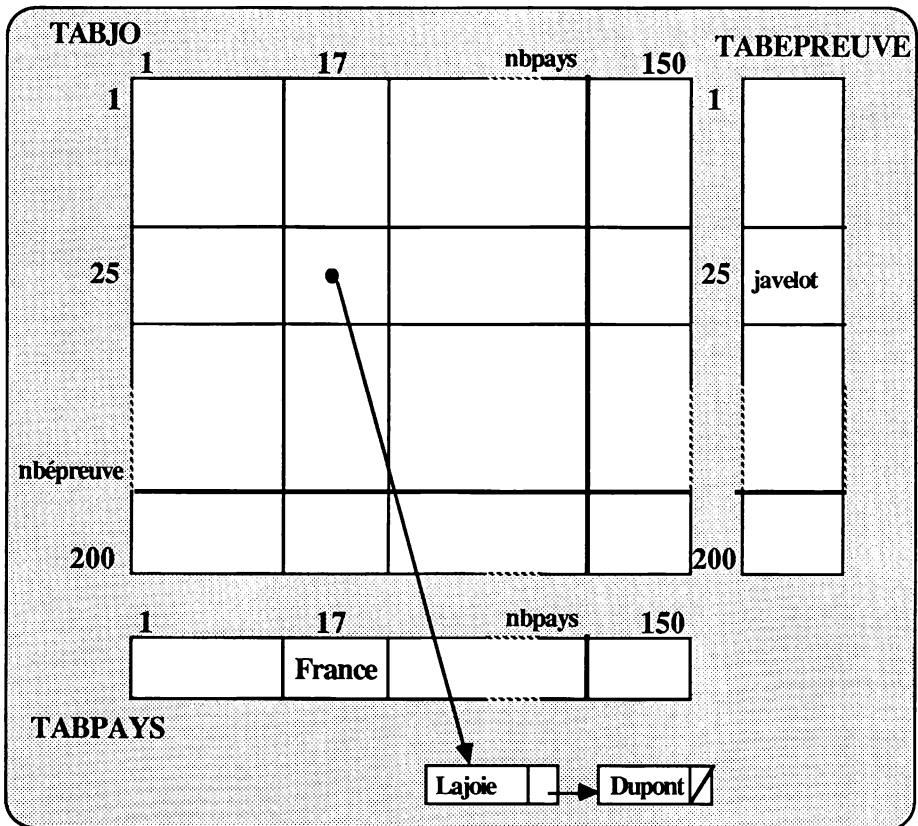 TABJO
1 17 nbpays 150
TABEPREUVE
1 1
25 25 javelot
nbépreuve
200 200
1 17 nbpays 150
France
TABPAYS
Lajoie Dupont